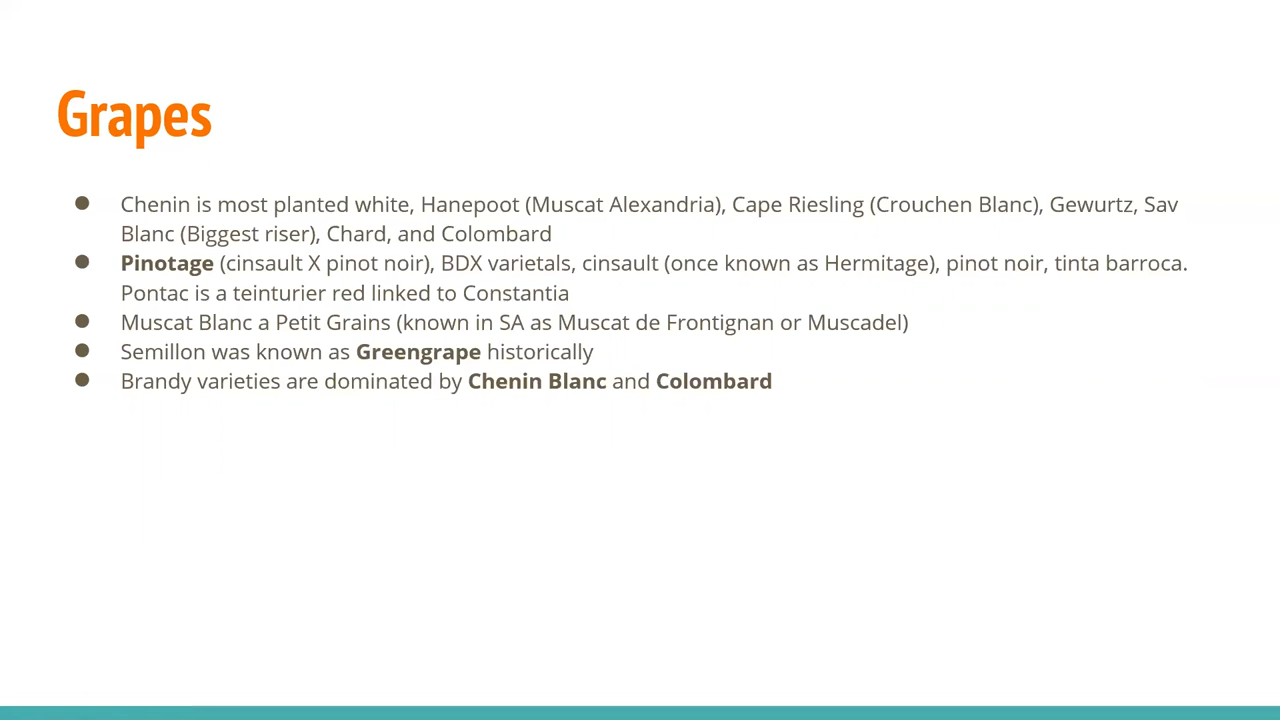 Grapes
● Chenin is most planted white, Hanepoot (Muscat Alexandria), Cape Riesling (Crouchen Blanc), Gewurtz, Sav
Blanc (Biggest riser), Chard, and Colombard
● Pinotage (cinsault X pinot noir), BDX varietals, cinsault (once known as Hermitage), pinot noir, tinta barroca.
Pontac is a teinturier red linked to Constantia
● Muscat Blanc a Petit Grains (known in SA as Muscat de Frontignan or Muscadel)
● Semillon was known as Greengrape historically
● Brandy varieties are dominated by Chenin Blanc and Colombard